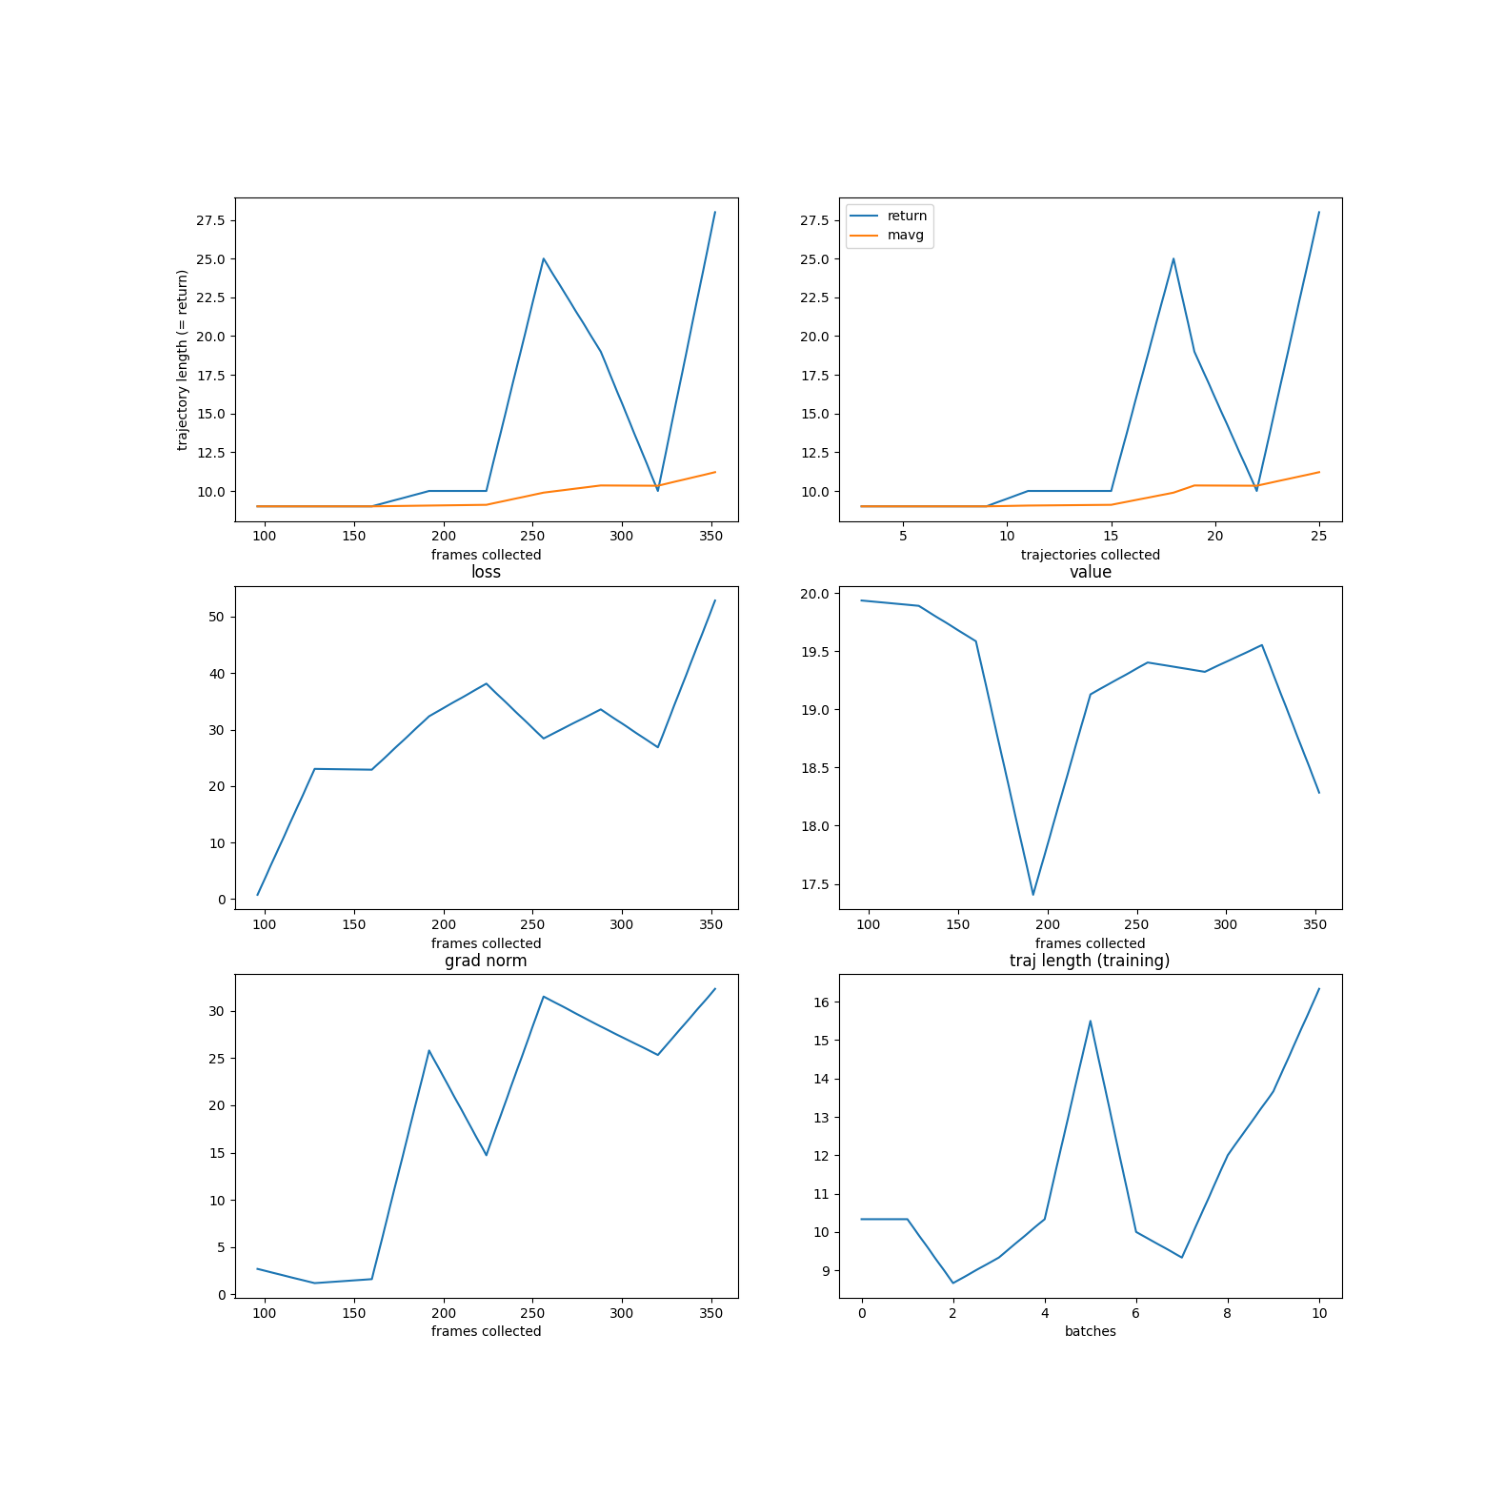 27.5
25.0
22.5
20.0
17.5
15.0
12.5
10.0
trajectory length (= return)
100 150 200 250 300 350
frames collected
return
mavg
27.5
25.0
22.5
20.0
17.5
15.0
12.5
10.0
5 10 15 20 25
trajectories collected
loss
50
40
30
20
10
0
100 150 200 250 300 350
frames collected
value
20.0
19.5
19.0
18.5
18.0
17.5
100 150 200 250 300 350
frames collected
grad norm
30
25
20
15
10
5
0
100 150 200 250 300 350
frames collected
traj length (training)
16
15
14
13
12
11
10
9
0 2 4 6 8 10
batches